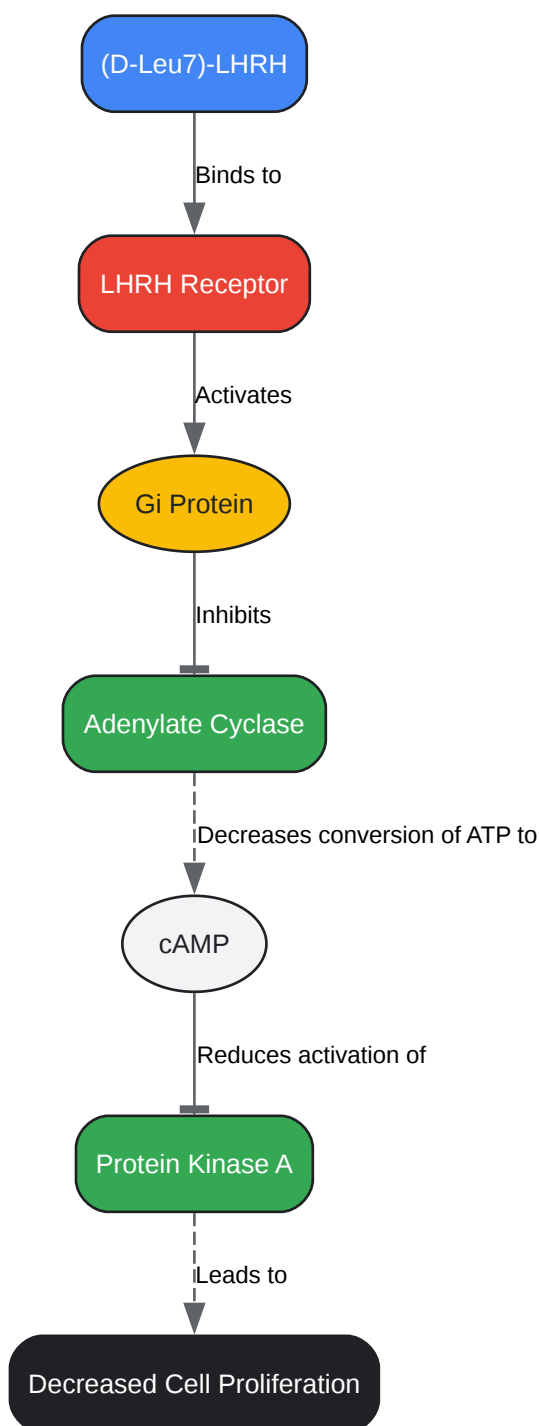 (D-Leu7)-LHRH
Binds to
LHRH Receptor
Activates
Gi Protein
Inhibits
Adenylate Cyclase
Decreases conversion of ATP to
cAMP
Reduces activation of
Protein Kinase A
Leads to
Decreased Cell Proliferation